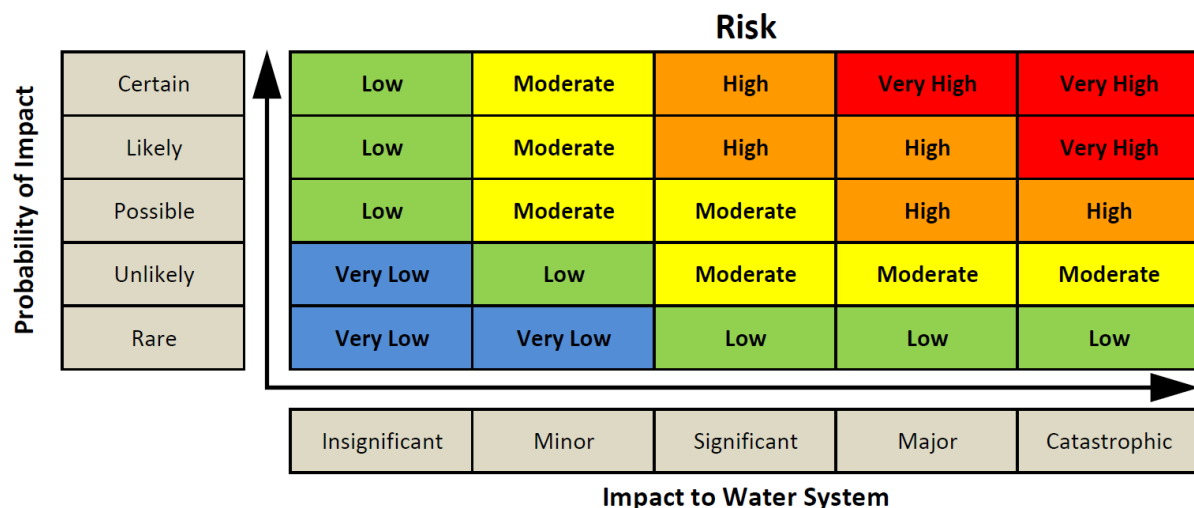 Risk
Probability of Impact
Certain Low Moderate High Very High Very High
Likely Low Moderate High High Very High
Possible Low Moderate Moderate High High
Unlikely Very Low Low Moderate Moderate Moderate
Rare Very Low Very Low Low Low Low
Insignificant Minor Significant Major Catastrophic
Impact to Water System